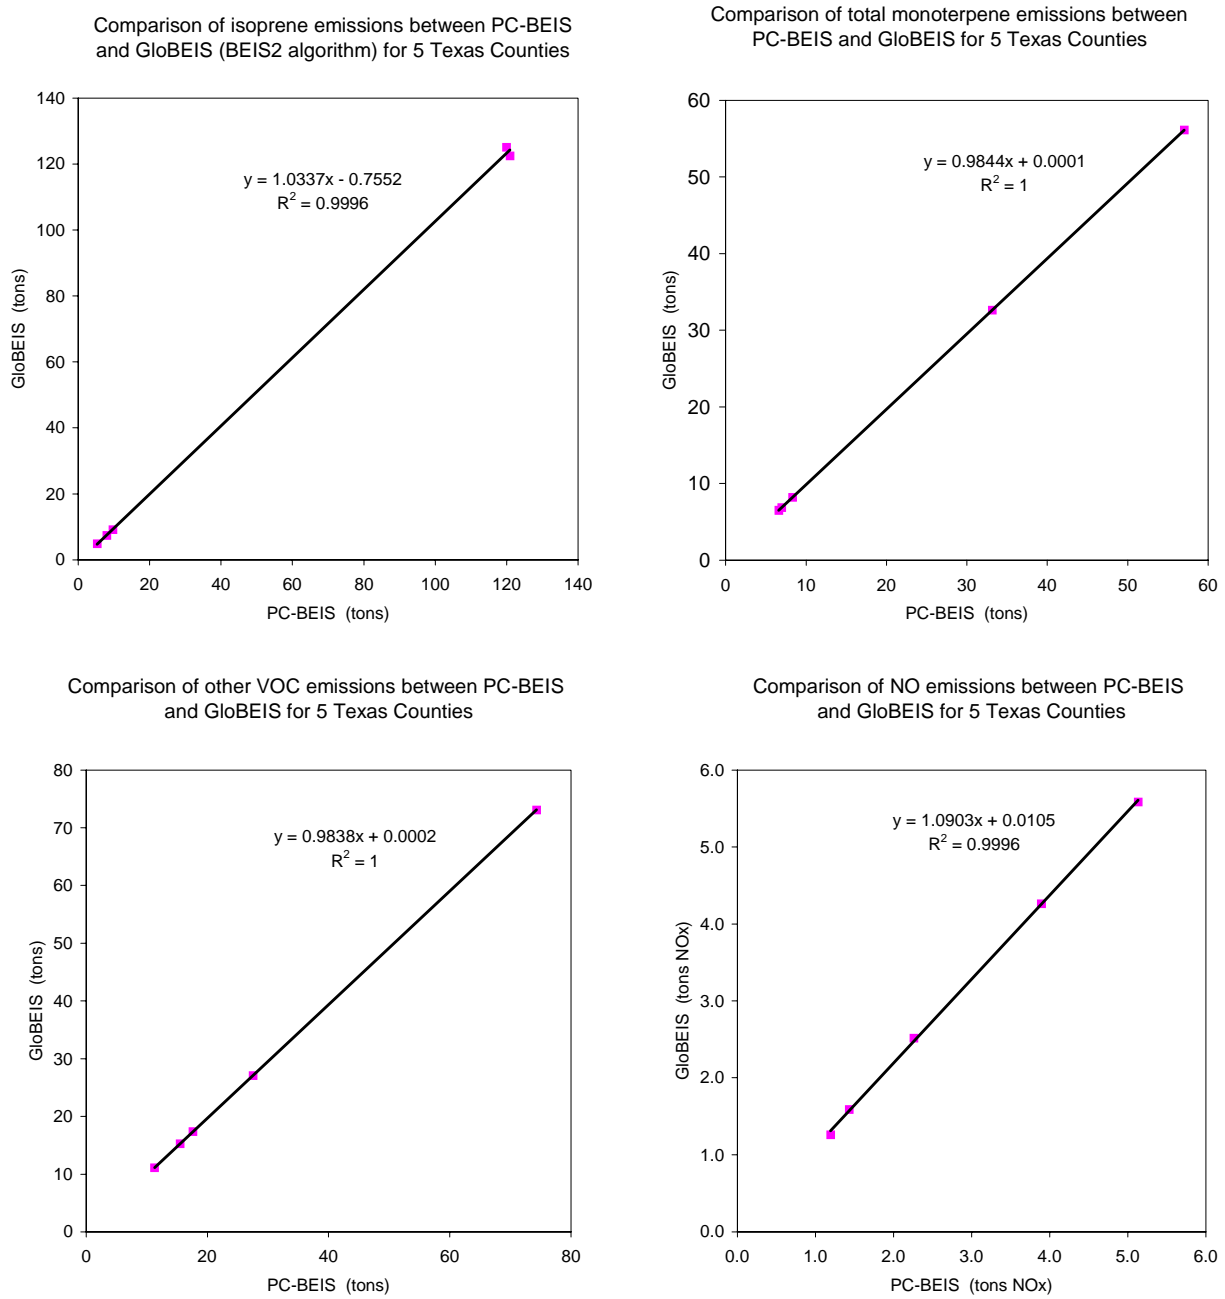 Comparison of isoprene emissions between PC-BEIS
and GloBEIS (BEIS2 algorithm) for 5 Texas Counties
140
120
100
80
60
40
20
0
y = 1.0337x - 0.7552
R² = 0.9996
GloBEIS (tons)
0 20 40 60 80 100 120 140
PC-BEIS (tons)
Comparison of total monoterpene emissions between
PC-BEIS and GloBEIS for 5 Texas Counties
60
50
40
30
20
10
0
y = 0.9844x + 0.0001
R² = 1
GloBEIS (tons)
0 10 20 30 40 50 60
PC-BEIS (tons)
Comparison of other VOC emissions between PC-BEIS
and GloBEIS for 5 Texas Counties
80
70
60
50
40
30
20
10
0
y = 0.9838x + 0.0002
R² = 1
GloBEIS (tons)
0 20 40 60 80
PC-BEIS (tons)
Comparison of NO emissions between PC-BEIS
and GloBEIS for 5 Texas Counties
6.0
5.0
4.0
3.0
2.0
1.0
0.0
y = 1.0903x + 0.0105
R² = 0.9996
GloBEIS (tons NOx)
0.0 1.0 2.0 3.0 4.0 5.0 6.0
PC-BEIS (tons NOx)